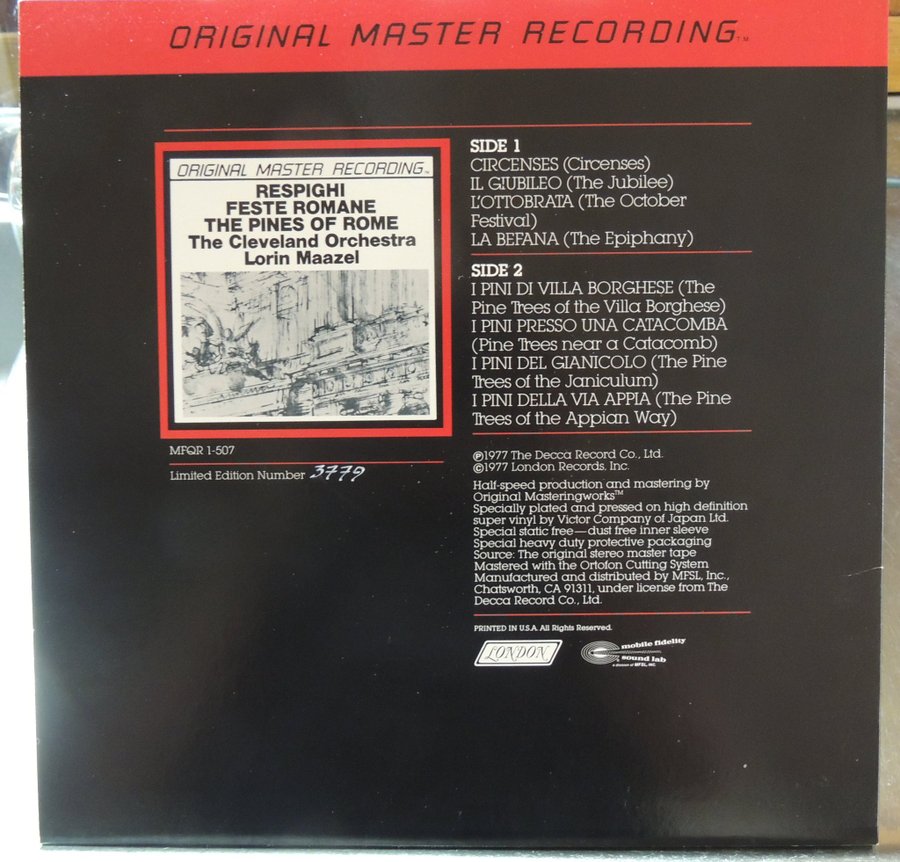 ORIGINAL MASTER RECORDING™
ORIGINAL MASTER RECORDING™
RESPIGHI
FESTE ROMANE
THE PINES OF ROME
The Cleveland Orchestra
Lorin Maazel
MFQR 1-507
Limited Edition Number 3779
SIDE 1
CIRCENSES (Circenses)
IL GIUBILEO (The Jubilee)
L'OTTOBRATA (The October
Festival)
LA BEFANA (The Epiphany)
SIDE 2
I PINI DI VILLA BORGHESE (The
Pine Trees of the Villa Borghese)
I PINI PRESSO UNA CATACOMBA
(Pine Trees near a Catacomb)
I PINI DEL GIANICOLO (The Pine
Trees of the Janiculum)
I PINI DELLA VIA APPIA (The Pine
Trees of the Appian Way)
℗1977 The Decca Record Co., Ltd.
©1977 London Records, Inc.
Half-speed production and mastering by
Original Masteringworks™
Specially plated and pressed on high definition
super vinyl by Victor Company of Japan Ltd.
Special static free—dust free inner sleeve
Special heavy duty protective packaging
Source: The original stereo master tape
Mastered with the Ortofon Cutting System
Manufactured and distributed by MFSL, Inc.,
Chatsworth, CA 91311, under license from The
Decca Record Co., Ltd.
PRINTED IN U.S.A. All Rights Reserved.
LONDON
mobile fidelity
sound lab
a division of MFSL, INC.